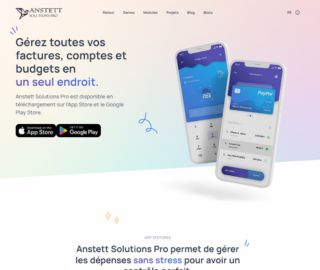 ANSTETT
SOLUTIONS PRO
Retour Demos Modules Projets Blog Docs
FR
Gérez toutes vos
factures, comptes et
budgets en
un seul endroit.
Anstett Solutions Pro est disponible en
téléchargement sur l'App Store et le Google
Play Store.
Download on the
App Store
GET IT ON
Google Play
PayPal
APP FEATURES
Anstett Solutions Pro permet de gérer
les dépenses sans stress pour avoir un
contrôle parfait